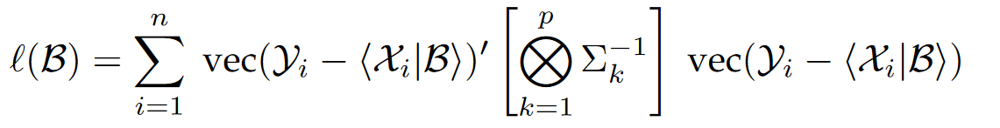 ℓ(ℬ) = ∑_{i=1}^{n} vec(𝒴_i − ⟨𝒳_i|ℬ⟩)′ [⨂_{k=1}^{p} Σ_k^{−1}] vec(𝒴_i − ⟨𝒳_i|ℬ⟩)